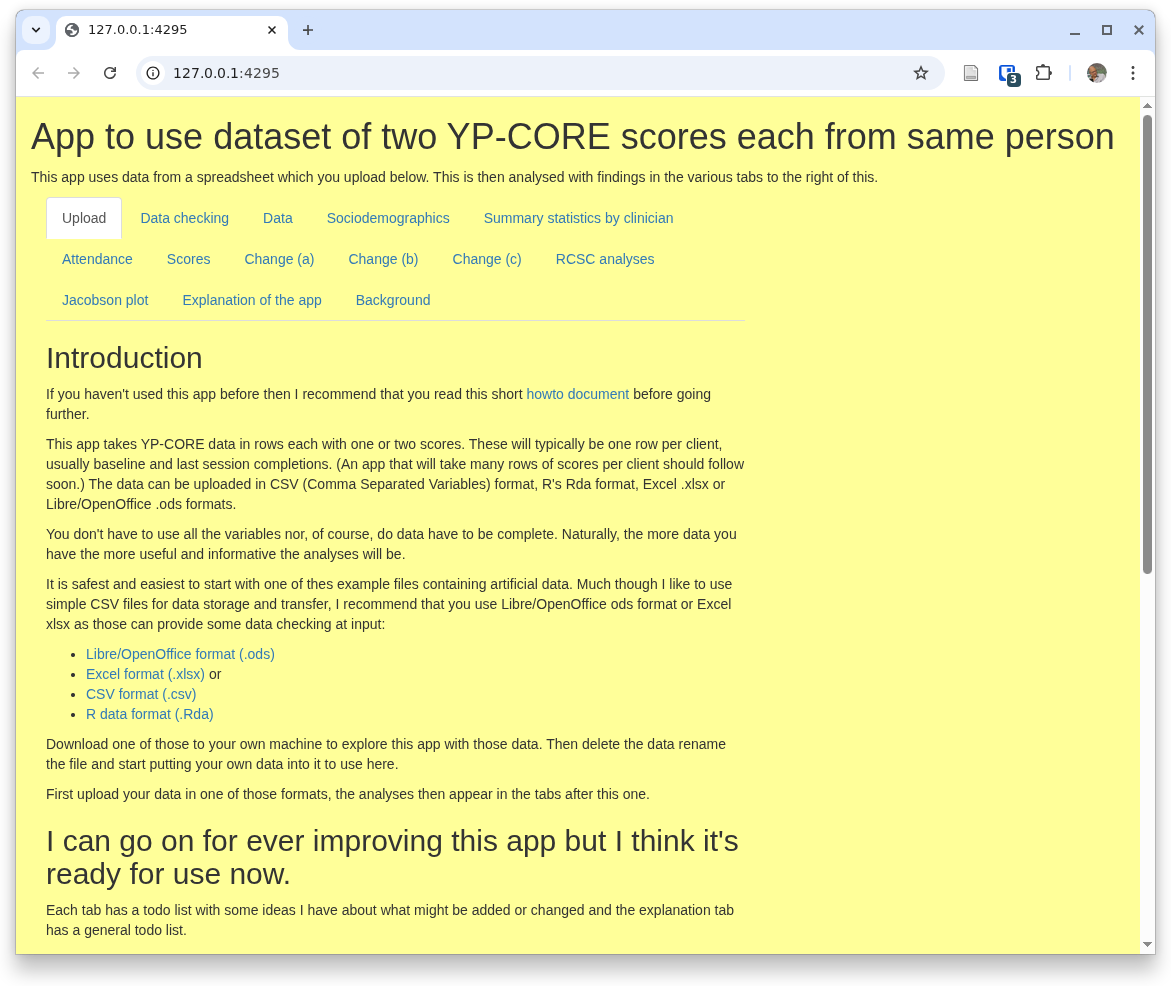 127.0.0.1:4295
127.0.0.1:4295
3
App to use dataset of two YP-CORE scores each from same person
This app uses data from a spreadsheet which you upload below. This is then analysed with findings in the various tabs to the right of this.
Upload Data checking Data Sociodemographics Summary statistics by clinician
Attendance Scores Change (a) Change (b) Change (c) RCSC analyses
Jacobson plot Explanation of the app Background
Introduction
If you haven't used this app before then I recommend that you read this short howto document before going
further.
This app takes YP-CORE data in rows each with one or two scores. These will typically be one row per client,
usually baseline and last session completions. (An app that will take many rows of scores per client should follow
soon.) The data can be uploaded in CSV (Comma Separated Variables) format, R's Rda format, Excel .xlsx or
Libre/OpenOffice .ods formats.
You don't have to use all the variables nor, of course, do data have to be complete. Naturally, the more data you
have the more useful and informative the analyses will be.
It is safest and easiest to start with one of thes example files containing artificial data. Much though I like to use
simple CSV files for data storage and transfer, I recommend that you use Libre/OpenOffice ods format or Excel
xlsx as those can provide some data checking at input:
• Libre/OpenOffice format (.ods)
• Excel format (.xlsx) or
• CSV format (.csv)
• R data format (.Rda)
Download one of those to your own machine to explore this app with those data. Then delete the data rename
the file and start putting your own data into it to use here.
First upload your data in one of those formats, the analyses then appear in the tabs after this one.
I can go on for ever improving this app but I think it's
ready for use now.
Each tab has a todo list with some ideas I have about what might be added or changed and the explanation tab
has a general todo list.